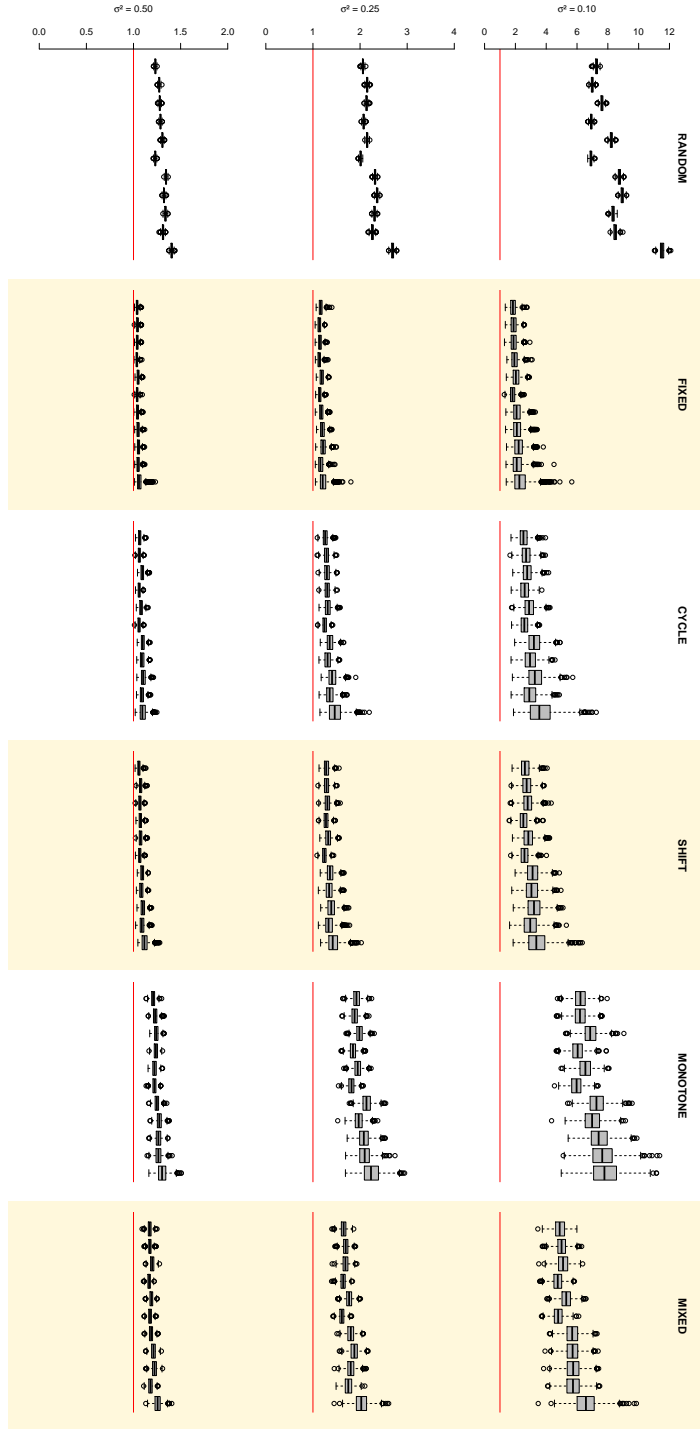 σ² = 0.50
σ² = 0.25
σ² = 0.10
0.0 0.5 1.0 1.5 2.0
0 1 2 3 4
0 2 4 6 8 10 12
RANDOM
FIXED
CYCLE
SHIFT
MONOTONE
MIXED